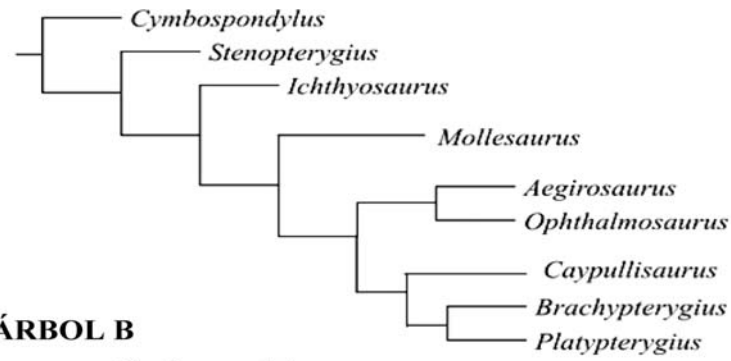 Cymbospondylus
Stenopterygius
Ichthyosaurus
Mollesaurus
Aegirosaurus
Ophthalmosaurus
Caypullisaurus
Brachypterygius
ÁRBOL B
Platypterygius